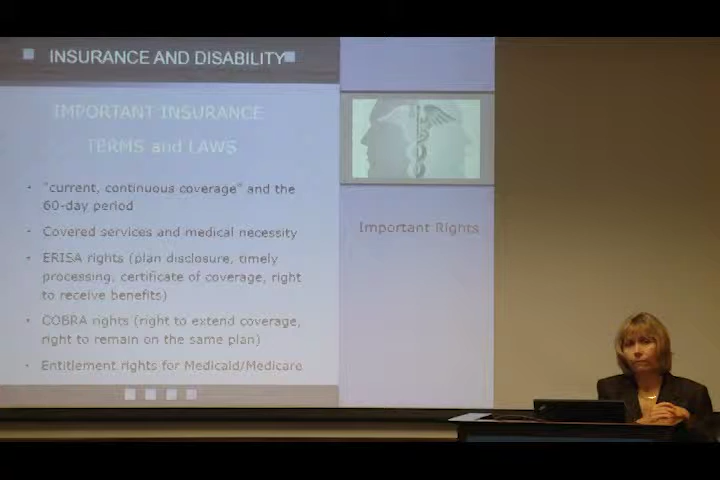 INSURANCE AND DISABILITY
IMPORTANT INSURANCE
TERMS and LAWS
• "current, continuous coverage" and the
60-day period
• Covered services and medical necessity
• ERISA rights (plan disclosure, timely
processing, certificate of coverage, right
to receive benefits)
• COBRA rights (right to extend coverage,
right to remain on the same plan)
• Entitlement rights for Medicaid/Medicare
Important Rights